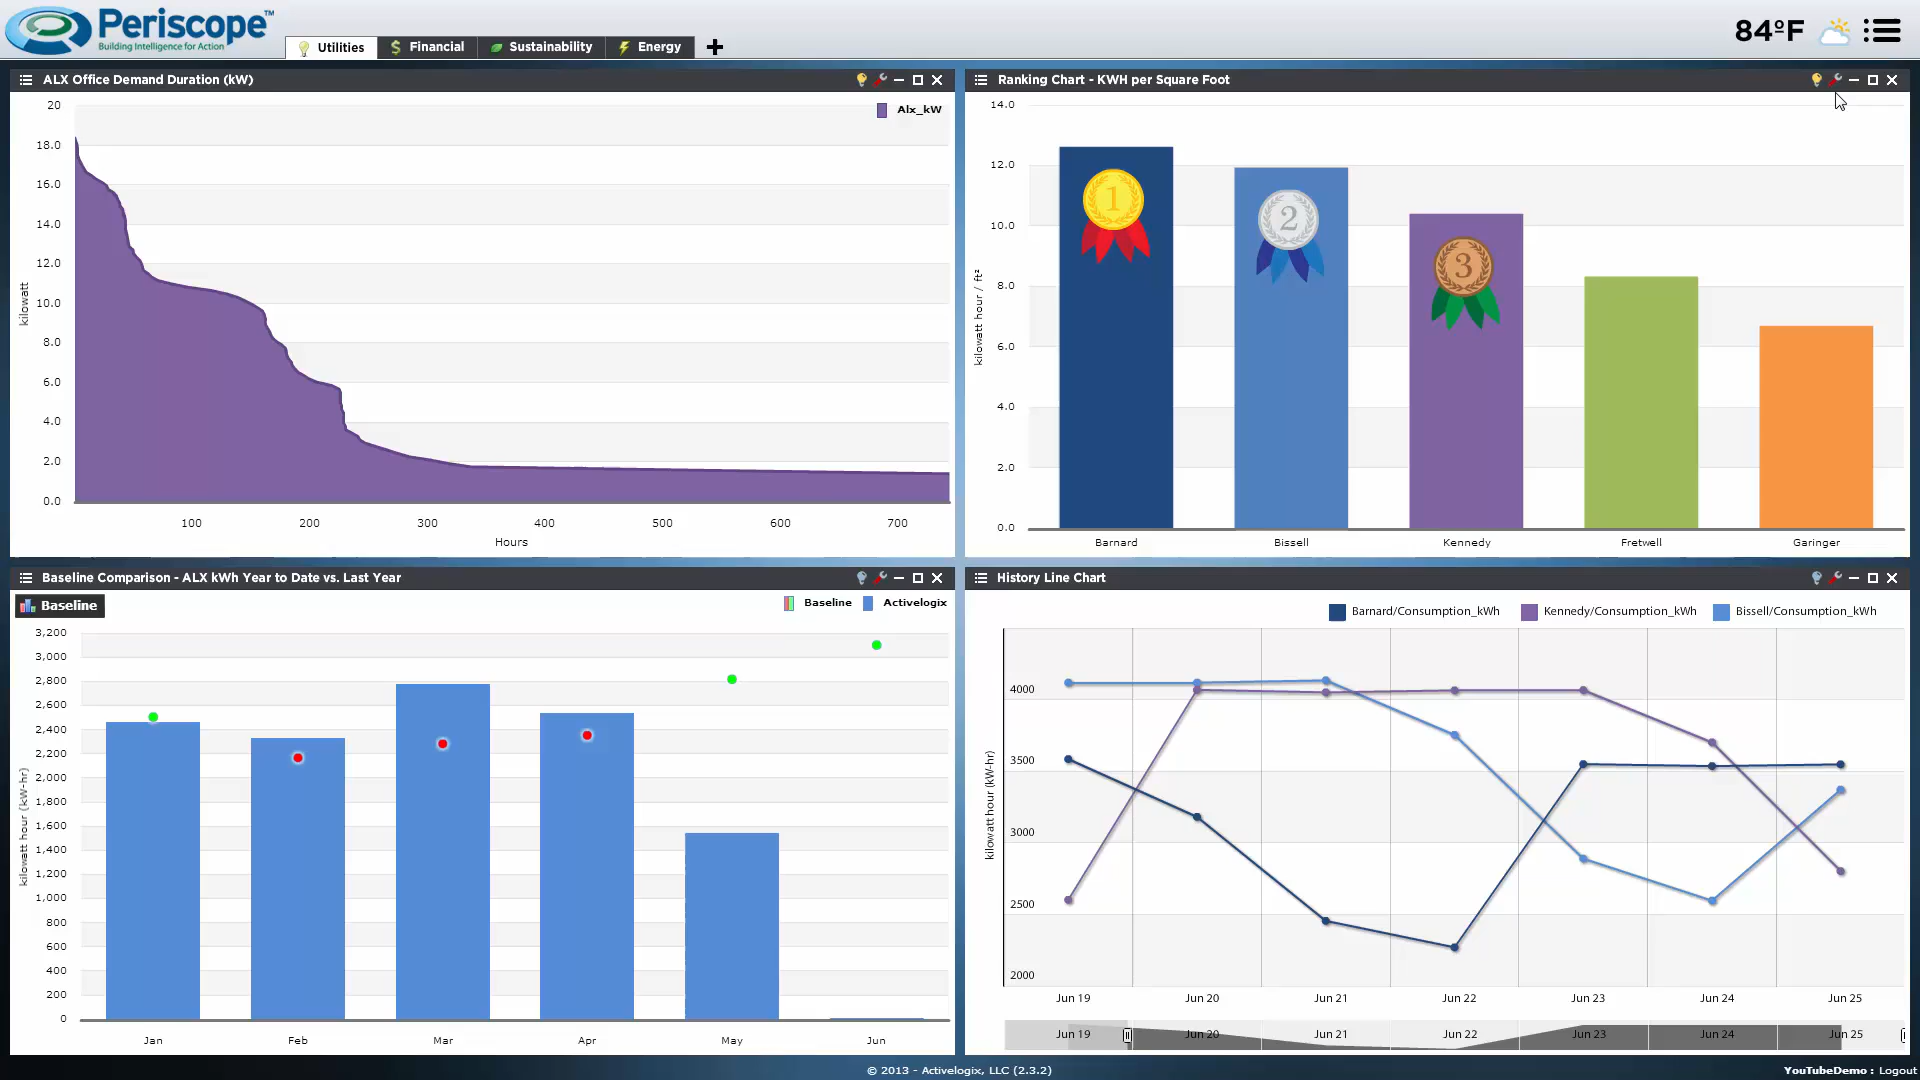 Periscope™
Building Intelligence for Action
Utilities
Financial
Sustainability
Energy
84ºF
ALX Office Demand Duration (kW)
Alx_kW
20
18.0
16.0
14.0
12.0
10.0
8.0
6.0
4.0
2.0
0.0
kilowatt
100 200 300 400 500 600 700
Hours
Ranking Chart - KWH per Square Foot
14.0
12.0
10.0
8.0
6.0
4.0
2.0
0.0
kilowatt hour / ft²
1
2
3
Barnard Bissell Kennedy Fretwell Garinger
Baseline Comparison - ALX kWh Year to Date vs. Last Year
Baseline
Baseline Activelogix
3,200
3,000
2,800
2,600
2,400
2,200
2,000
1,800
1,600
1,400
1,200
1,000
800
600
400
200
0
kilowatt hour (kW-hr)
Jan Feb Mar Apr May Jun
History Line Chart
Barnard/Consumption_kWh Kennedy/Consumption_kWh Bissell/Consumption_kWh
4000
3500
3000
2500
2000
kilowatt hour (kW-hr)
Jun 19 Jun 20 Jun 21 Jun 22 Jun 23 Jun 24 Jun 25
Jun 19 Jun 20 Jun 21 Jun 22 Jun 23 Jun 24 Jun 25
© 2013 - Activelogix, LLC (2.3.2)
YouTubeDemo : Logout